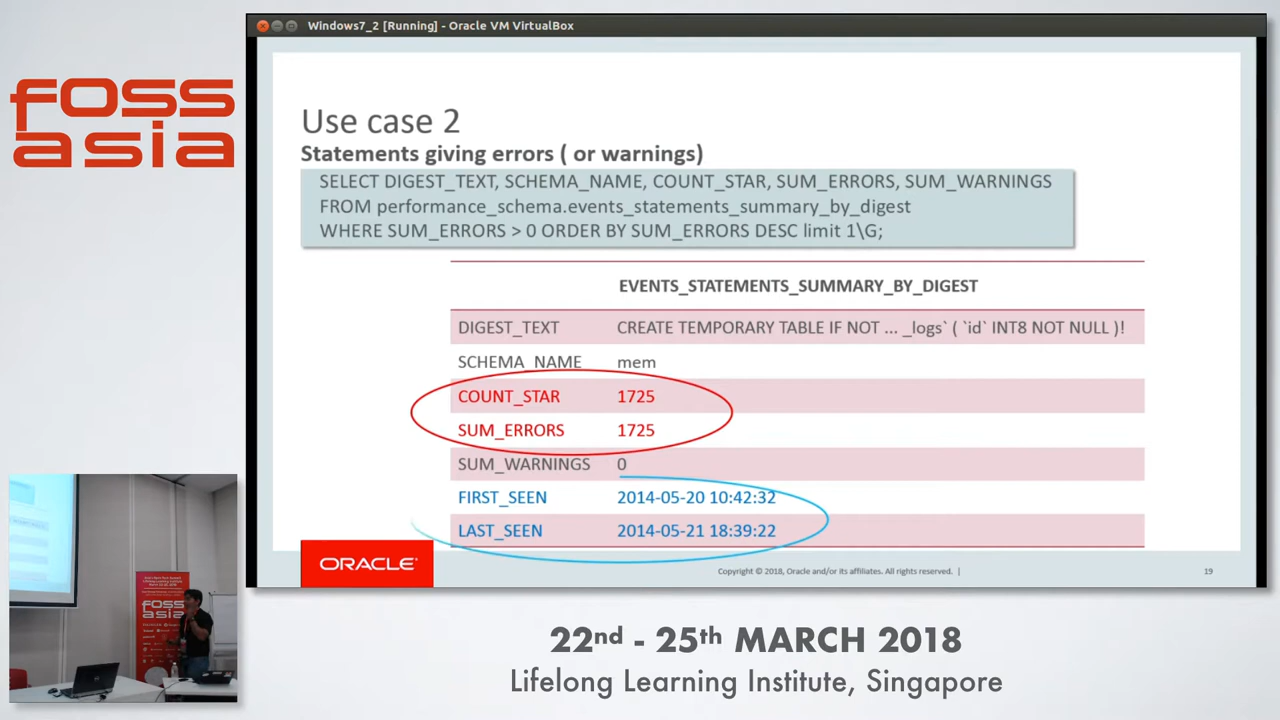 foss
asia
Windows7_2 [Running] - Oracle VM VirtualBox
Use case 2
Statements giving errors ( or warnings)
SELECT DIGEST_TEXT, SCHEMA_NAME, COUNT_STAR, SUM_ERRORS, SUM_WARNINGS
FROM performance_schema.events_statements_summary_by_digest
WHERE SUM_ERRORS > 0 ORDER BY SUM_ERRORS DESC limit 1\G;
EVENTS_STATEMENTS_SUMMARY_BY_DIGEST
DIGEST_TEXT CREATE TEMPORARY TABLE IF NOT ... _logs` ( `id` INT8 NOT NULL )!
SCHEMA_NAME mem
COUNT_STAR 1725
SUM_ERRORS 1725
SUM_WARNINGS 0
FIRST_SEEN 2014-05-20 10:42:32
LAST_SEEN 2014-05-21 18:39:22
ORACLE
Copyright © 2018, Oracle and/or its affiliates. All rights reserved. |
19
foss
asia
22nd - 25th MARCH 2018
Lifelong Learning Institute, Singapore